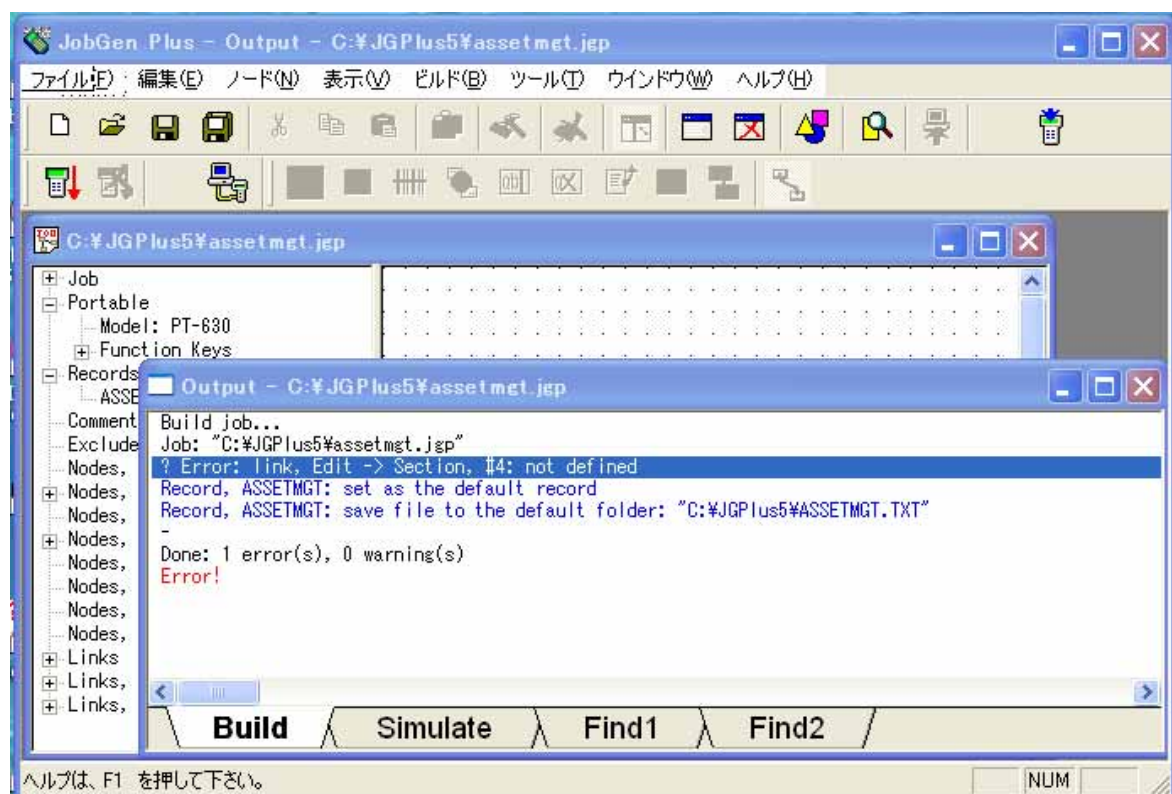 JobGen Plus - Output - C:¥JGPlus5¥assetmgt.jgp
ファイル(F) 編集(E) ノード(N) 表示(V) ビルド(B) ツール(T) ウインドウ(W) ヘルプ(H)
C:¥JGPlus5¥assetmgt.jgp
Job
Portable
Model: PT-630
Function Keys
Records
ASSE
Comment
Exclude
Nodes,
Nodes,
Nodes,
Nodes,
Nodes,
Nodes,
Nodes,
Nodes,
Links
Links,
Links,
Output - C:¥JGPlus5¥assetmgt.jgp
Build job...
Job: "C:¥JGPlus5¥assetmgt.jgp"
? Error: link, Edit -> Section, #4: not defined
Record, ASSETMGT: set as the default record
Record, ASSETMGT: save file to the default folder: "C:¥JGPlus5¥ASSETMGT.TXT"
-
Done: 1 error(s), 0 warning(s)
Error!
Build Simulate Find1 Find2
ヘルプは、F1 を押して下さい。
NUM